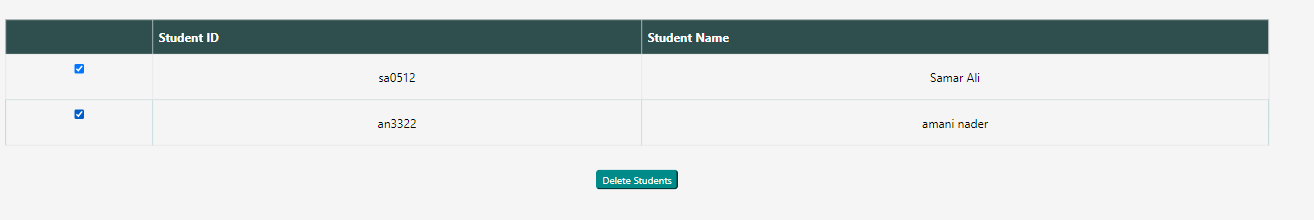 Student ID Student Name
sa0512 Samar Ali
an3322 amani nader
Delete Students